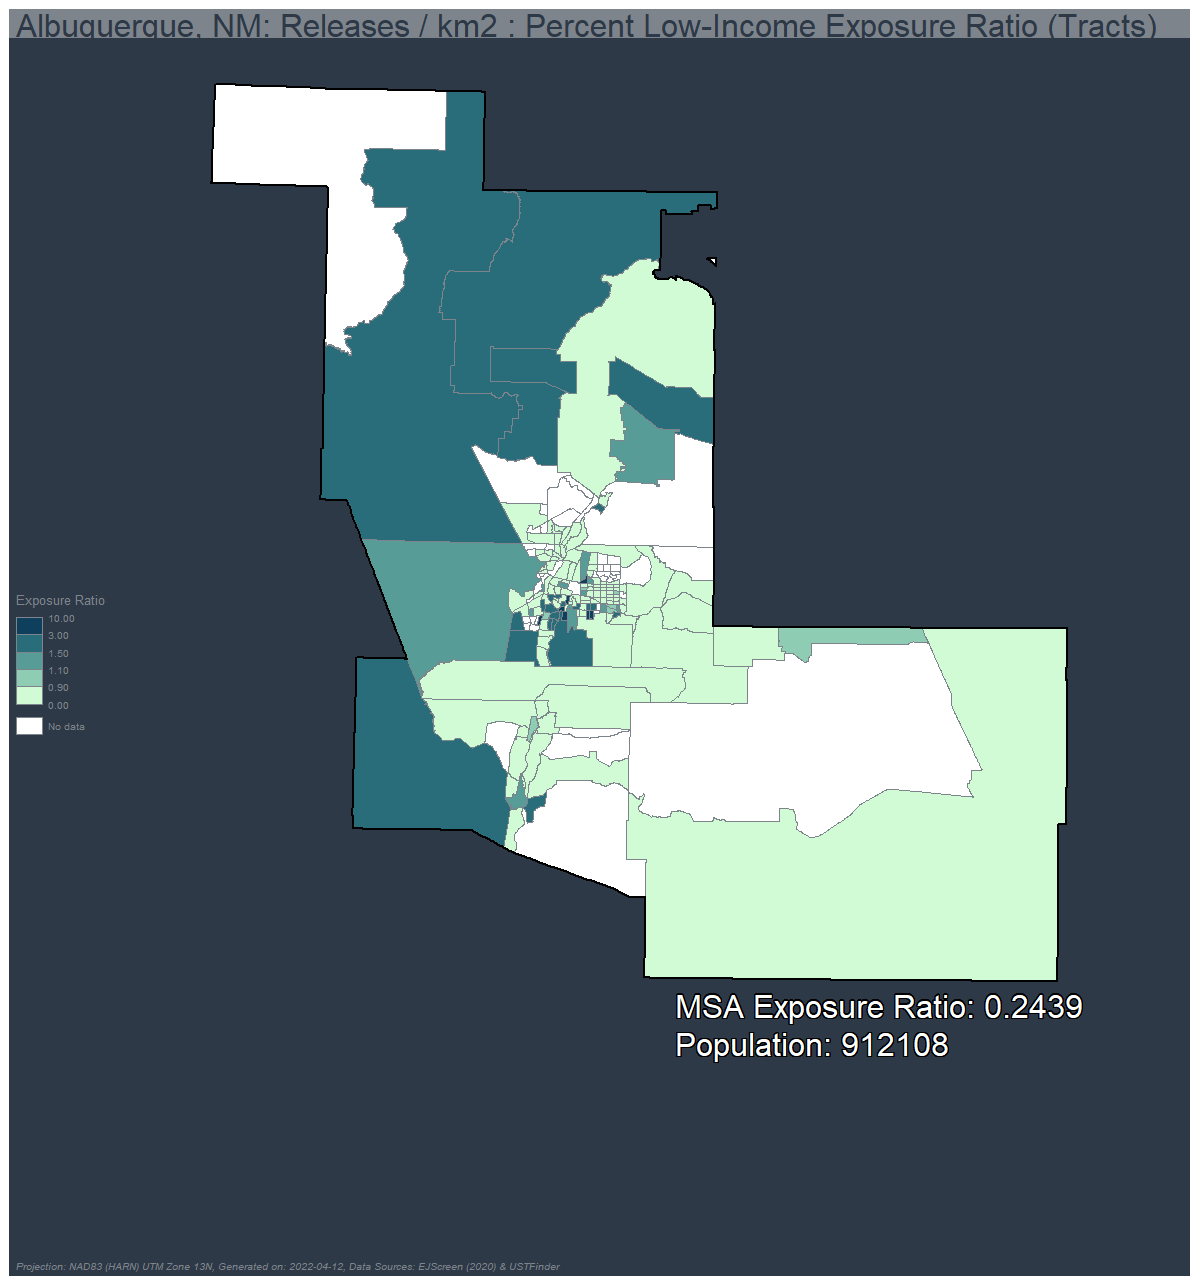 Albuquerque, NM: Releases / km2 : Percent Low-Income Exposure Ratio (Tracts)
Exposure Ratio
10.00
3.00
1.50
1.10
0.90
0.00
No data
MSA Exposure Ratio: 0.2439
Population: 912108
Projection: NAD83 (HARN) UTM Zone 13N, Generated on: 2022-04-12, Data Sources: EJScreen (2020) & USTFinder